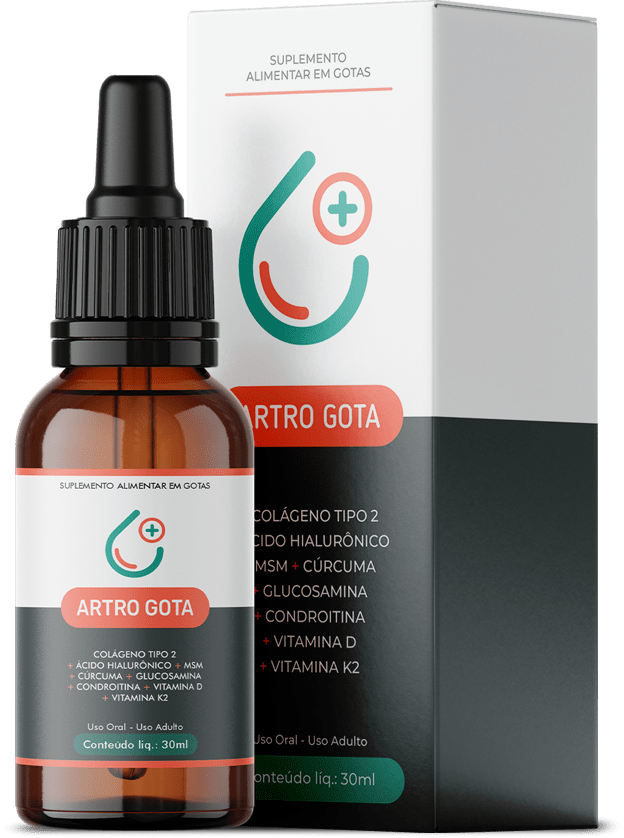 SUPLEMENTO
ALIMENTAR EM GOTAS
ARTRO GOTA
COLÁGENO TIPO 2
CIDO HIALURÔNICO
MSM + CÚRCUMA
+ GLUCOSAMINA
+ CONDROITINA
+ VITAMINA D
+ VITAMINA K2
Uso Oral - Uso Adulto
onteúdo líq.: 30ml
SUPLEMENTO ALIMENTAR EM GOTAS
ARTRO GOTA
COLÁGENO TIPO 2
+ ÁCIDO HIALURÔNICO + MSM
+ CÚRCUMA + GLUCOSAMINA
+ CONDROITINA + VITAMINA D
+ VITAMINA K2
Uso Oral - Uso Adulto
Conteúdo líq.: 30ml